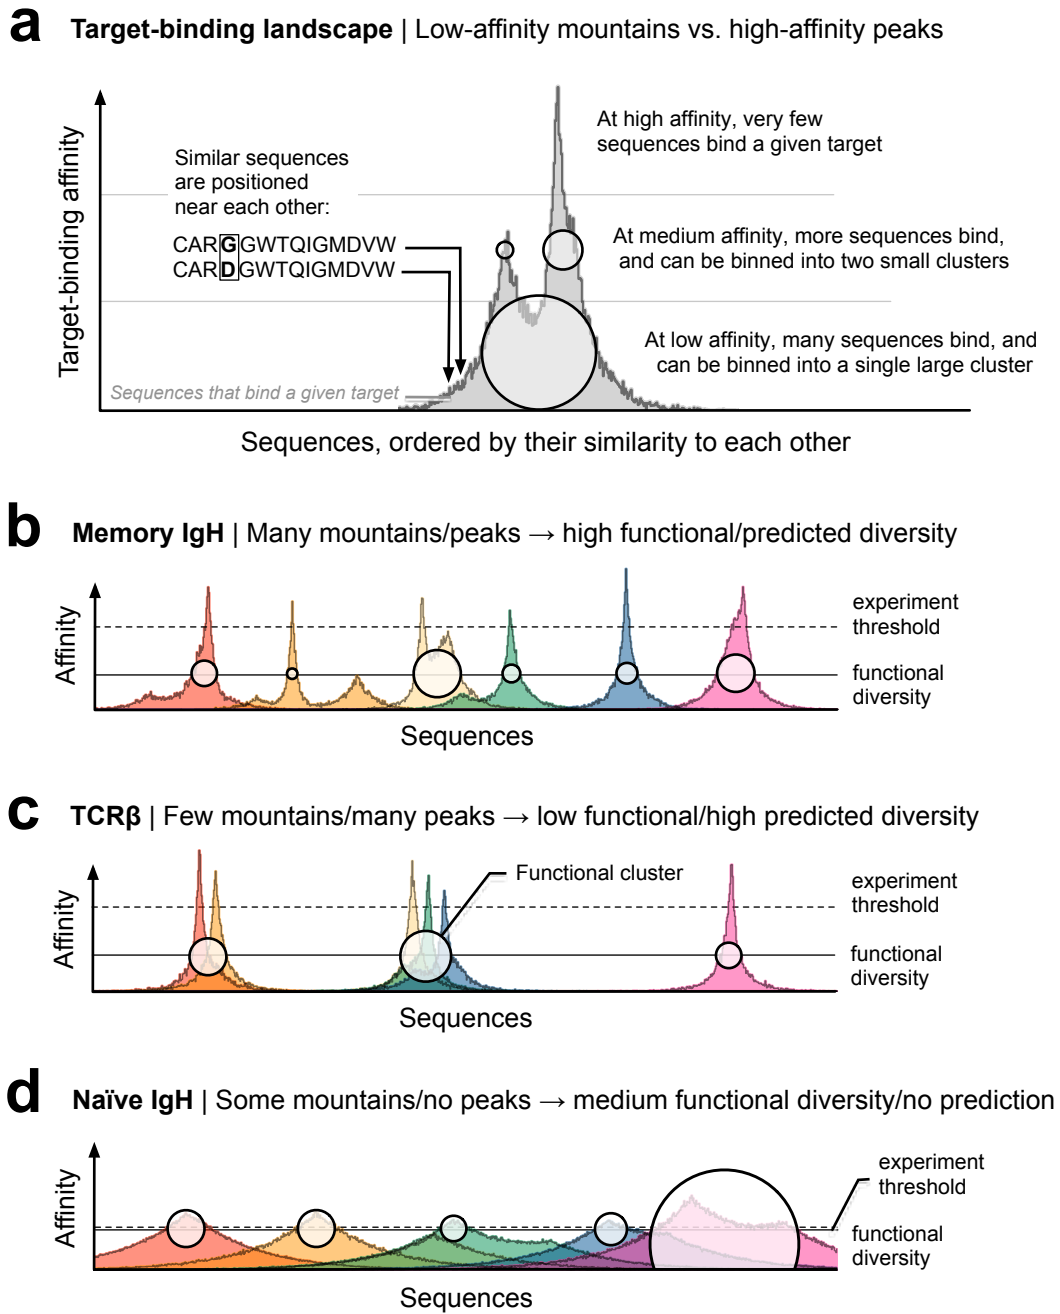 a Target-binding landscape | Low-affinity mountains vs. high-affinity peaks
Target-binding affinity
At high affinity, very few
sequences bind a given target
Similar sequences
are positioned
near each other:
CARGGWTQIGMDVW
CARDGWTQIGMDVW
At medium affinity, more sequences bind,
and can be binned into two small clusters
At low affinity, many sequences bind, and
can be binned into a single large cluster
Sequences that bind a given target
Sequences, ordered by their similarity to each other
b Memory IgH | Many mountains/peaks → high functional/predicted diversity
Affinity
experiment
threshold
functional
diversity
Sequences
c TCRβ | Few mountains/many peaks → low functional/high predicted diversity
Affinity
Functional cluster
experiment
threshold
functional
diversity
Sequences
d Naïve IgH | Some mountains/no peaks → medium functional diversity/no prediction
Affinity
experiment
threshold
functional
diversity
Sequences